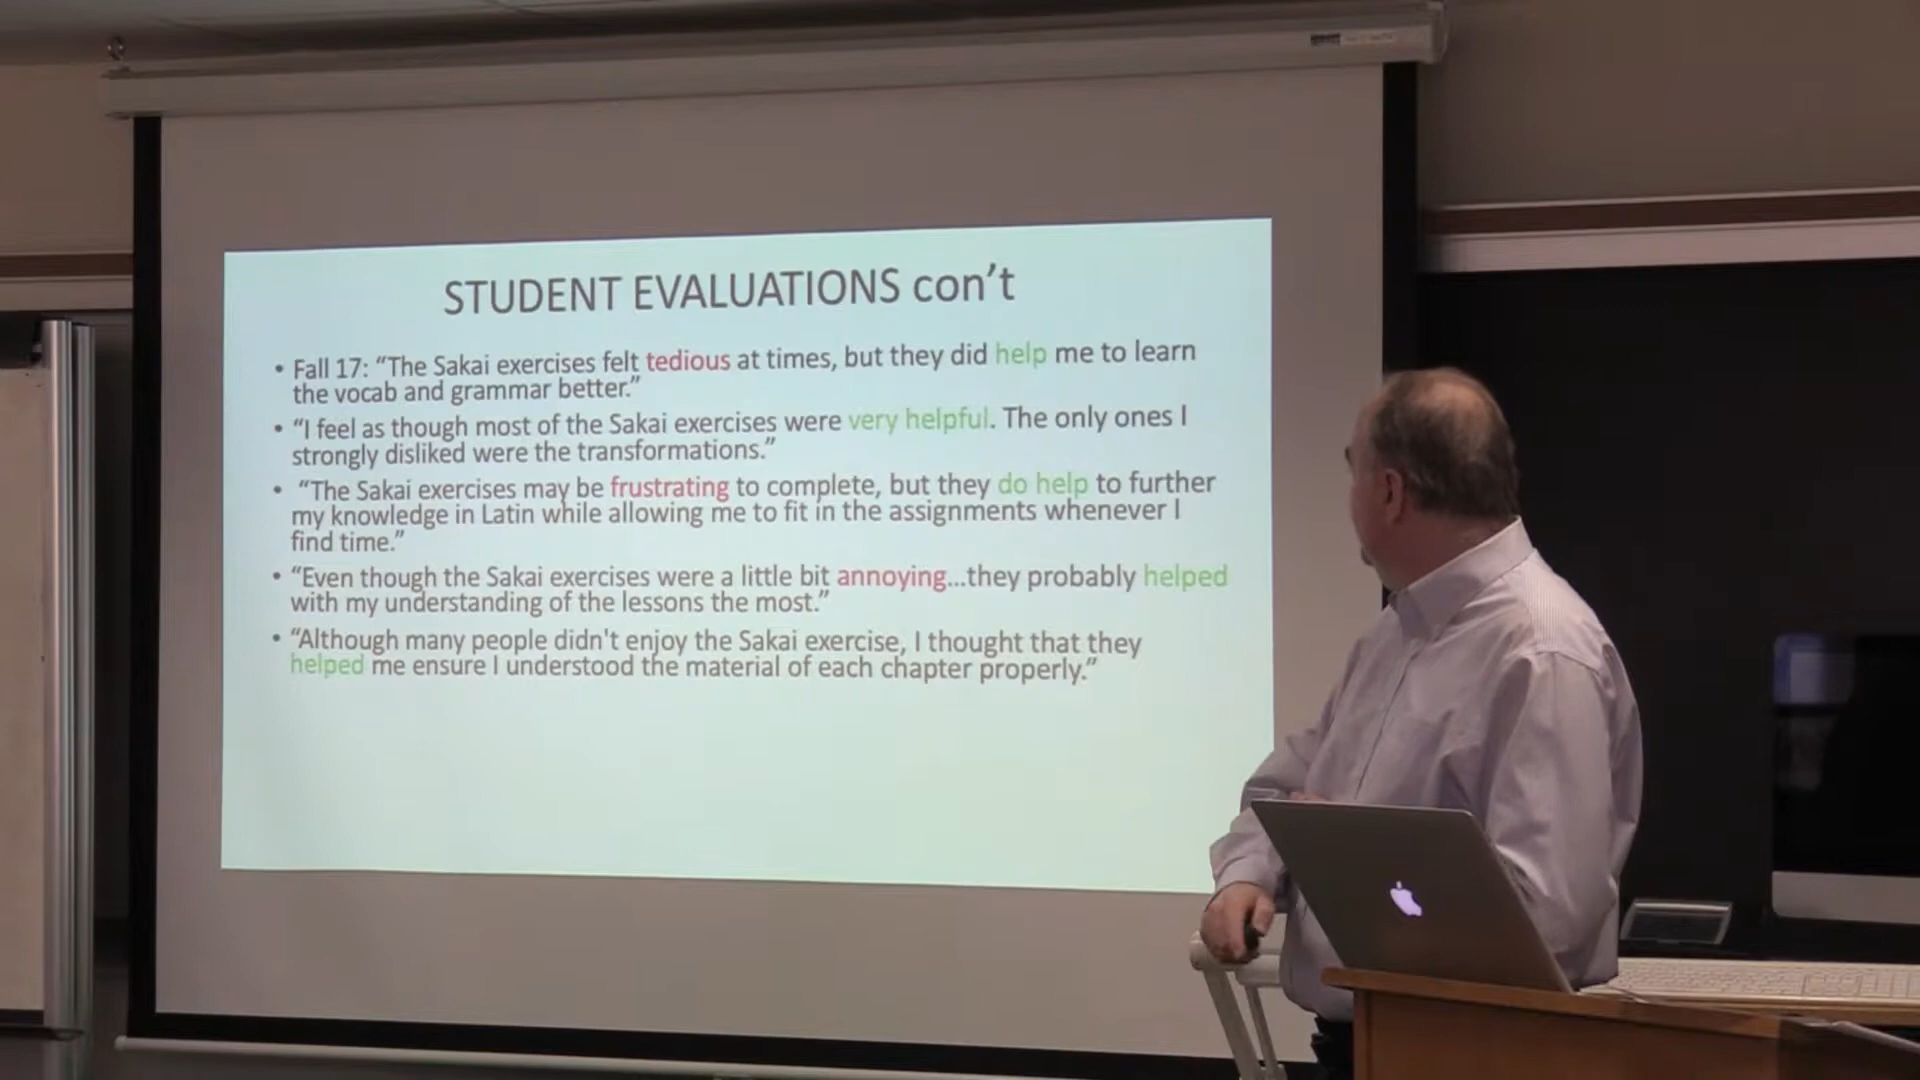 STUDENT EVALUATIONS con't
• Fall 17: “The Sakai exercises felt tedious at times, but they did help me to learn
the vocab and grammar better.”
• “I feel as though most of the Sakai exercises were very helpful. The only ones I
strongly disliked were the transformations.”
• “The Sakai exercises may be frustrating to complete, but they do help to further
my knowledge in Latin while allowing me to fit in the assignments whenever I
find time.”
• “Even though the Sakai exercises were a little bit annoying...they probably helped
with my understanding of the lessons the most.”
• “Although many people didn't enjoy the Sakai exercise, I thought that they
helped me ensure I understood the material of each chapter properly.”